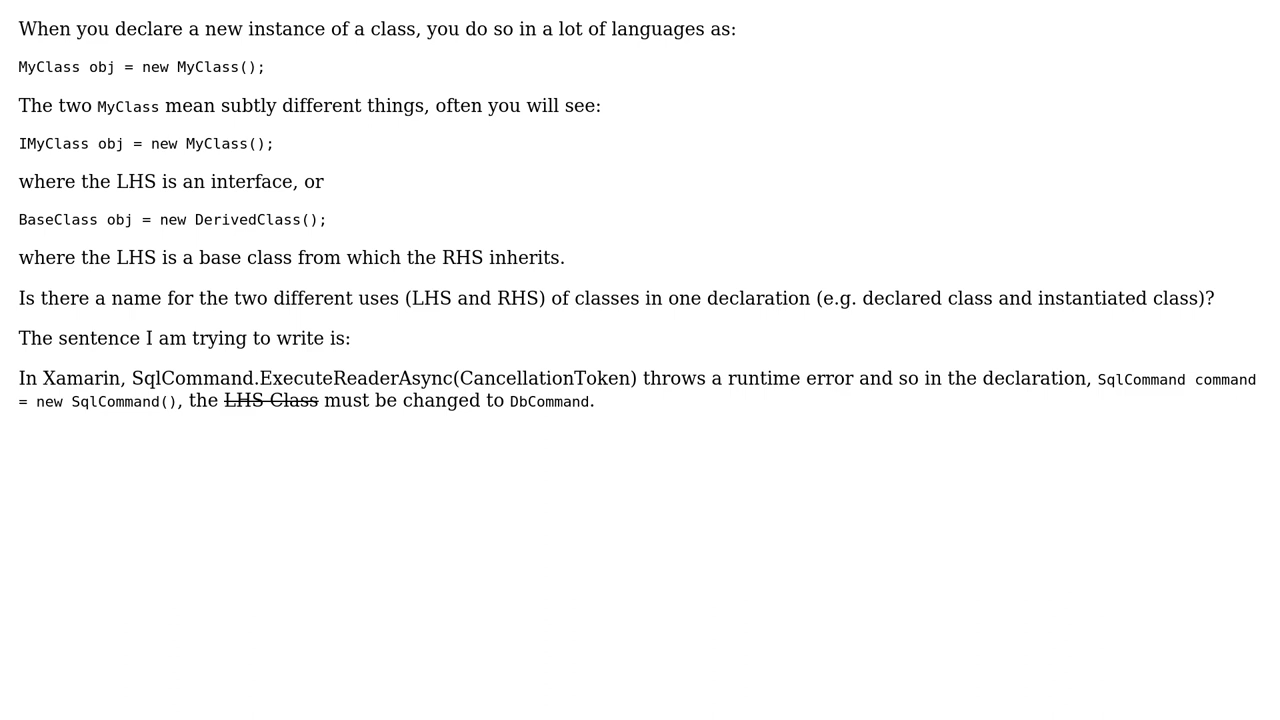 When you declare a new instance of a class, you do so in a lot of languages as:
MyClass obj = new MyClass();
The two MyClass mean subtly different things, often you will see:
IMyClass obj = new MyClass();
where the LHS is an interface, or
BaseClass obj = new DerivedClass();
where the LHS is a base class from which the RHS inherits.
Is there a name for the two different uses (LHS and RHS) of classes in one declaration (e.g. declared class and instantiated class)?
The sentence I am trying to write is:
In Xamarin, SqlCommand.ExecuteReaderAsync(CancellationToken) throws a runtime error and so in the declaration, SqlCommand command
= new SqlCommand(), the LHS Class must be changed to DbCommand.